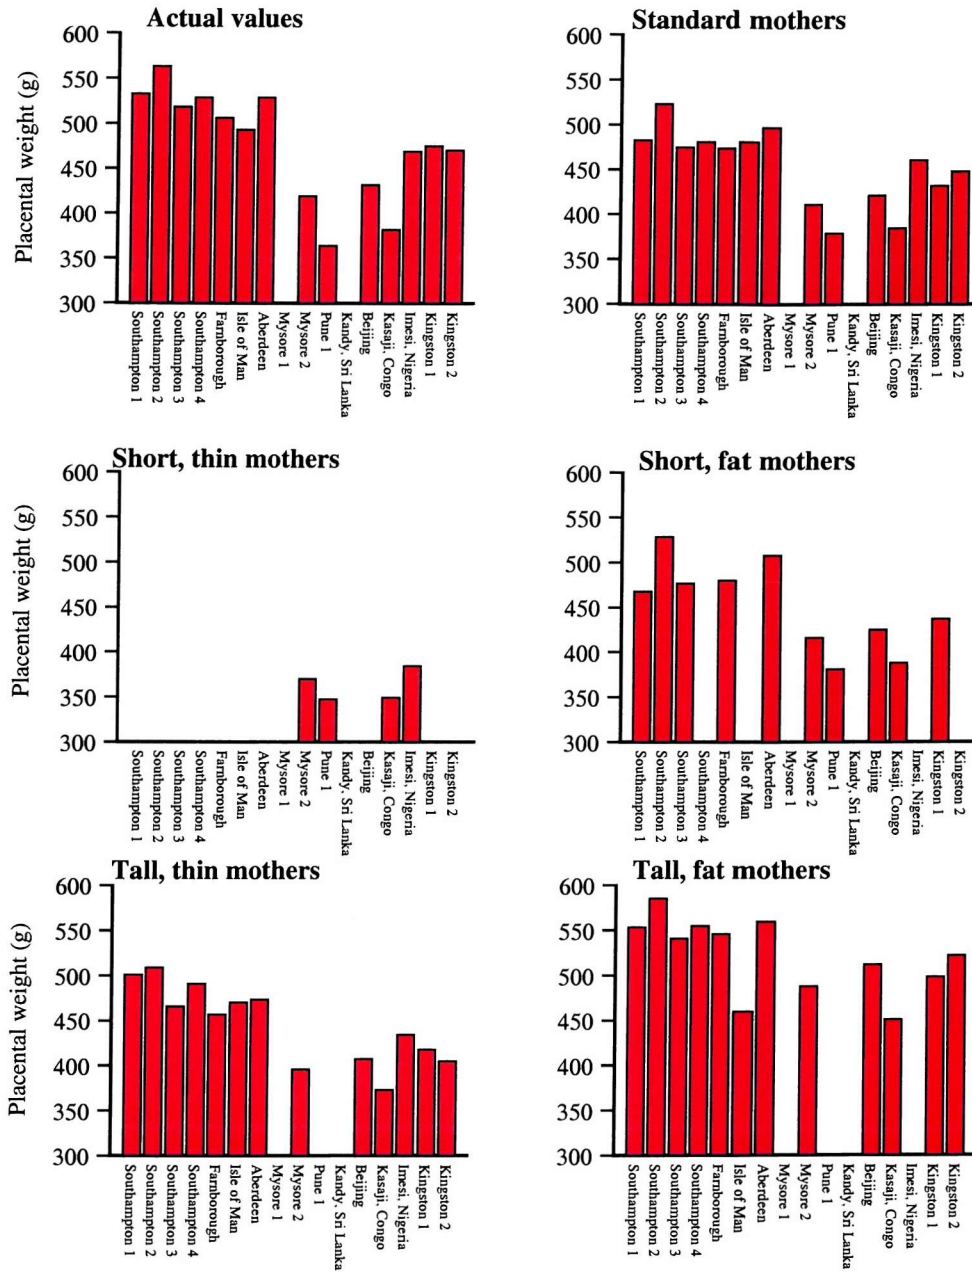 Actual values
Placental weight (g)
600
550
500
450
400
350
300
Southampton 1
Southampton 2
Southampton 3
Southampton 4
Farnborough
Isle of Man
Aberdeen
Mysore 1
Mysore 2
Pune 1
Kandy, Sri Lanka
Beijing
Kasaji, Congo
Imesi, Nigeria
Kingston 1
Kingston 2
Standard mothers
600
550
500
450
400
350
300
Southampton 1
Southampton 2
Southampton 3
Southampton 4
Farnborough
Isle of Man
Aberdeen
Mysore 1
Mysore 2
Pune 1
Kandy, Sri Lanka
Beijing
Kasaji, Congo
Imesi, Nigeria
Kingston 1
Kingston 2
Short, thin mothers
Placental weight (g)
600
550
500
450
400
350
300
Southampton 1
Southampton 2
Southampton 3
Southampton 4
Farnborough
Isle of Man
Aberdeen
Mysore 1
Mysore 2
Pune 1
Kandy, Sri Lanka
Beijing
Kasaji, Congo
Imesi, Nigeria
Kingston 1
Kingston 2
Short, fat mothers
600
550
500
450
400
350
300
Southampton 1
Southampton 2
Southampton 3
Southampton 4
Farnborough
Isle of Man
Aberdeen
Mysore 1
Mysore 2
Pune 1
Kandy, Sri Lanka
Beijing
Kasaji, Congo
Imesi, Nigeria
Kingston 1
Kingston 2
Tall, thin mothers
Placental weight (g)
600
550
500
450
400
350
300
Southampton 1
Southampton 2
Southampton 3
Southampton 4
Farnborough
Isle of Man
Aberdeen
Mysore 1
Mysore 2
Pune 1
Kandy, Sri Lanka
Beijing
Kasaji, Congo
Imesi, Nigeria
Kingston 1
Kingston 2
Tall, fat mothers
600
550
500
450
400
350
300
Southampton 1
Southampton 2
Southampton 3
Southampton 4
Farnborough
Isle of Man
Aberdeen
Mysore 1
Mysore 2
Pune 1
Kandy, Sri Lanka
Beijing
Kasaji, Congo
Imesi, Nigeria
Kingston 1
Kingston 2